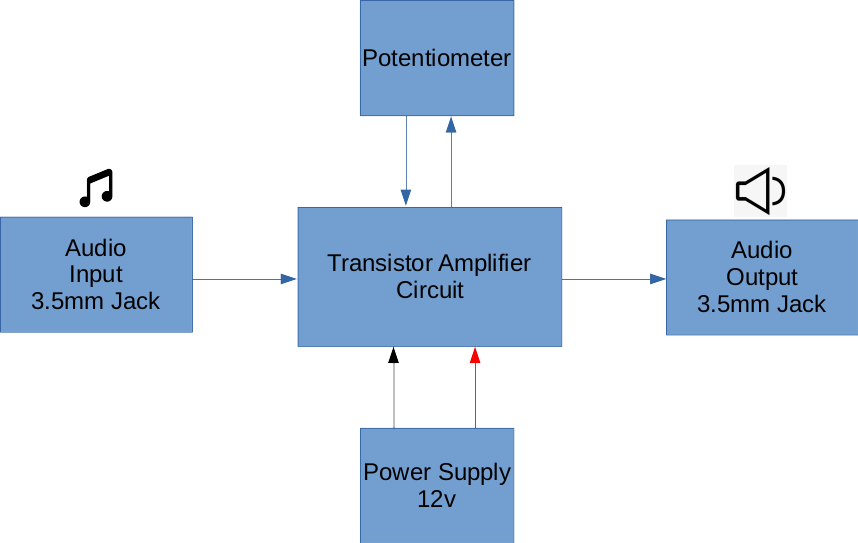 Potentiometer
Audio
Input
3.5mm Jack
Transistor Amplifier
Circuit
Audio
Output
3.5mm Jack
Power Supply
12v